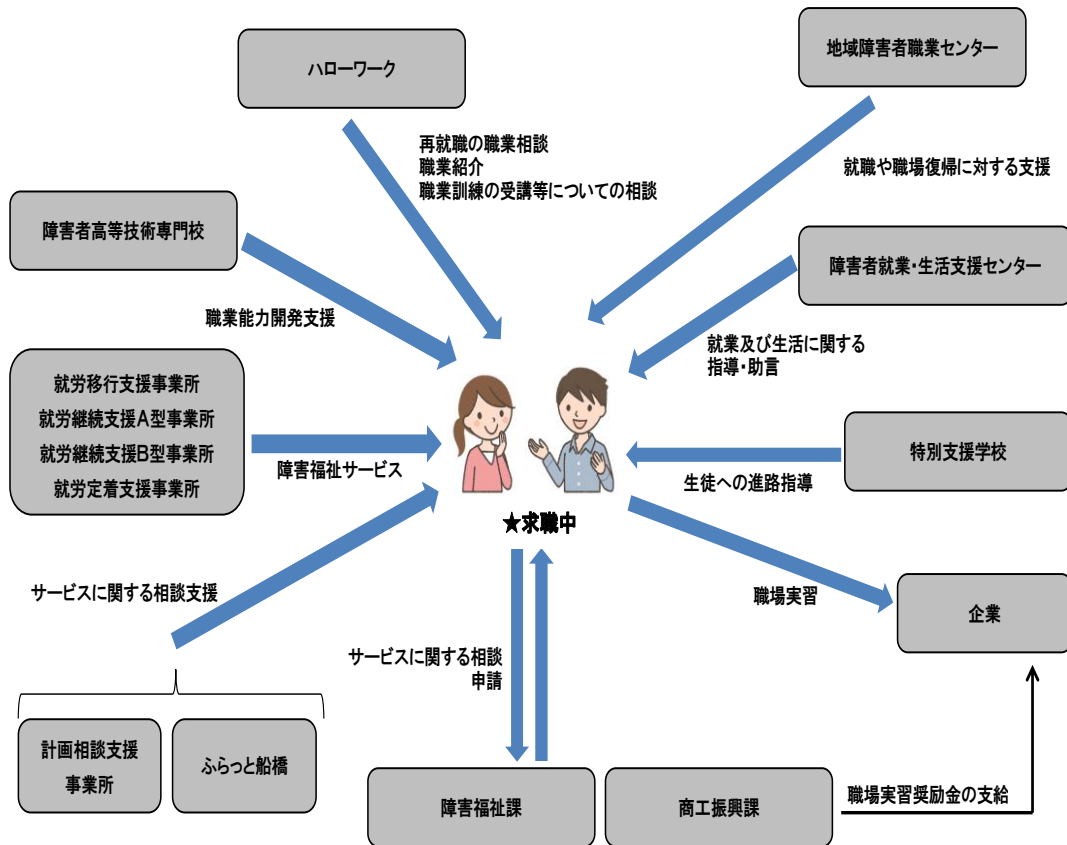 ハローワーク
地域障害者職業センター
再就職の職業相談
職業紹介
職業訓練の受講等についての相談
就職や職場復帰に対する支援
障害者高等技術専門校
障害者就業・生活支援センター
職業能力開発支援
就業及び生活に関する
指導・助言
就労移行支援事業所
就労継続支援A型事業所
就労継続支援B型事業所
就労定着支援事業所
障害福祉サービス
特別支援学校
生徒への進路指導
★求職中
サービスに関する相談支援
職場実習
企業
サービスに関する相談
申請
計画相談支援
事業所
ふらっと船橋
障害福祉課
商工振興課
職場実習奨励金の支給